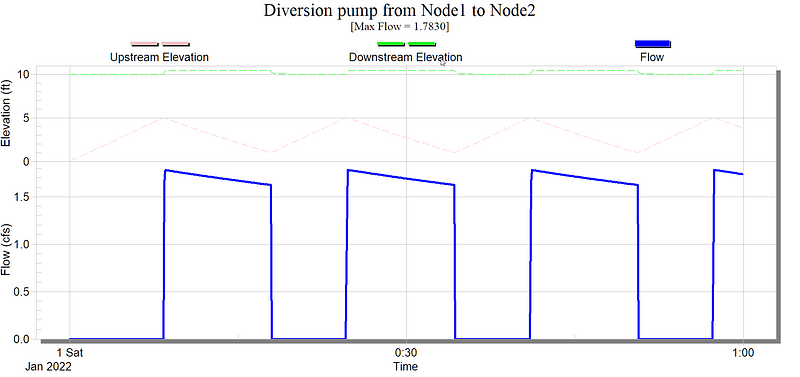 Diversion pump from Node1 to Node2
[Max Flow = 1.7830]
Upstream Elevation
Downstream Elevation
Flow
Elevation (ft)
10
5
0
Flow (cfs)
1.5
1.0
0.5
0.0
1 Sat
0:30
1:00
Jan 2022
Time